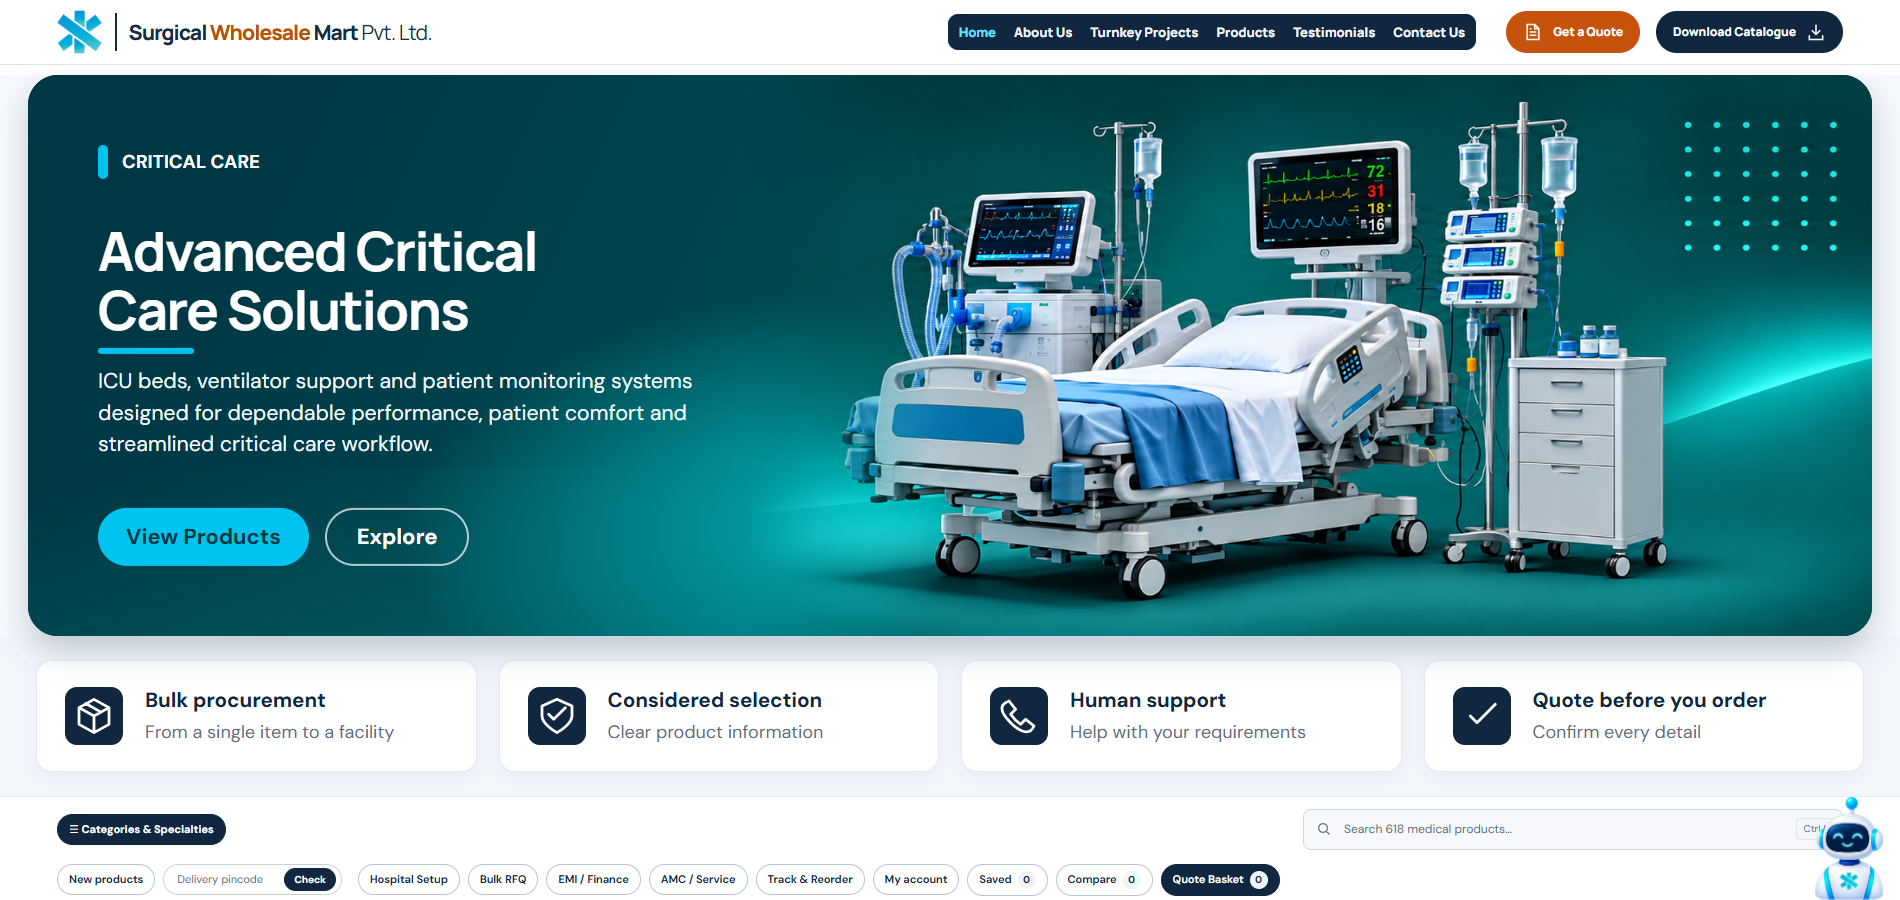 Surgical Wholesale Mart Pvt. Ltd.
Home About Us Turnkey Projects Products Testimonials Contact Us
Get a Quote
Download Catalogue
CRITICAL CARE
Advanced Critical
Care Solutions
ICU beds, ventilator support and patient monitoring systems
designed for dependable performance, patient comfort and
streamlined critical care workflow.
View Products
Explore
72
31
18
16
Bulk procurement
From a single item to a facility
Considered selection
Clear product information
Human support
Help with your requirements
Quote before you order
Confirm every detail
☰ Categories & Specialties
Search 618 medical products...
New products
Delivery pincode
Check
Hospital Setup
Bulk RFQ
EMI / Finance
AMC / Service
Track & Reorder
My account
Saved 0
Compare 0
Quote Basket 0